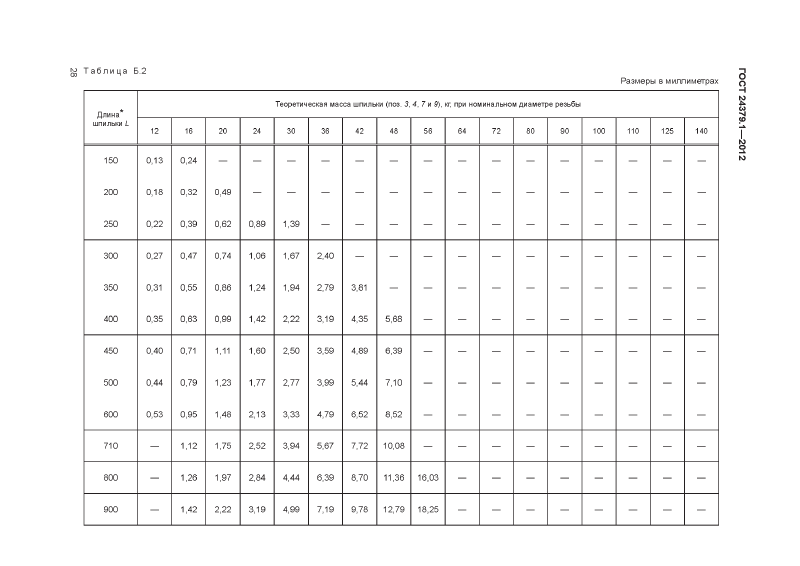 28
Таблица Б.2
Размеры в миллиметрах
ГОСТ 24379.1—2012
Длина* шпильки L
Теоретическая масса шпильки (поз. 3, 4, 7 и 9), кг, при номинальном диаметре резьбы
12 16 20 24 30 36 42 48 56 64 72 80 90 100 110 125 140
150 0,13 0,24 — — — — — — — — — — — — — — —
200 0,18 0,32 0,49 — — — — — — — — — — — — — —
250 0,22 0,39 0,62 0,89 1,39 — — — — — — — — — — — —
300 0,27 0,47 0,74 1,06 1,67 2,40 — — — — — — — — — — —
350 0,31 0,55 0,86 1,24 1,94 2,79 3,81 — — — — — — — — — —
400 0,35 0,63 0,99 1,42 2,22 3,19 4,35 5,68 — — — — — — — — —
450 0,40 0,71 1,11 1,60 2,50 3,59 4,89 6,39 — — — — — — — — —
500 0,44 0,79 1,23 1,77 2,77 3,99 5,44 7,10 — — — — — — — — —
600 0,53 0,95 1,48 2,13 3,33 4,79 6,52 8,52 — — — — — — — — —
710 — 1,12 1,75 2,52 3,94 5,67 7,72 10,08 — — — — — — — — —
800 — 1,26 1,97 2,84 4,44 6,39 8,70 11,36 16,03 — — — — — — — —
900 — 1,42 2,22 3,19 4,99 7,19 9,78 12,79 18,25 — — — — — — — —